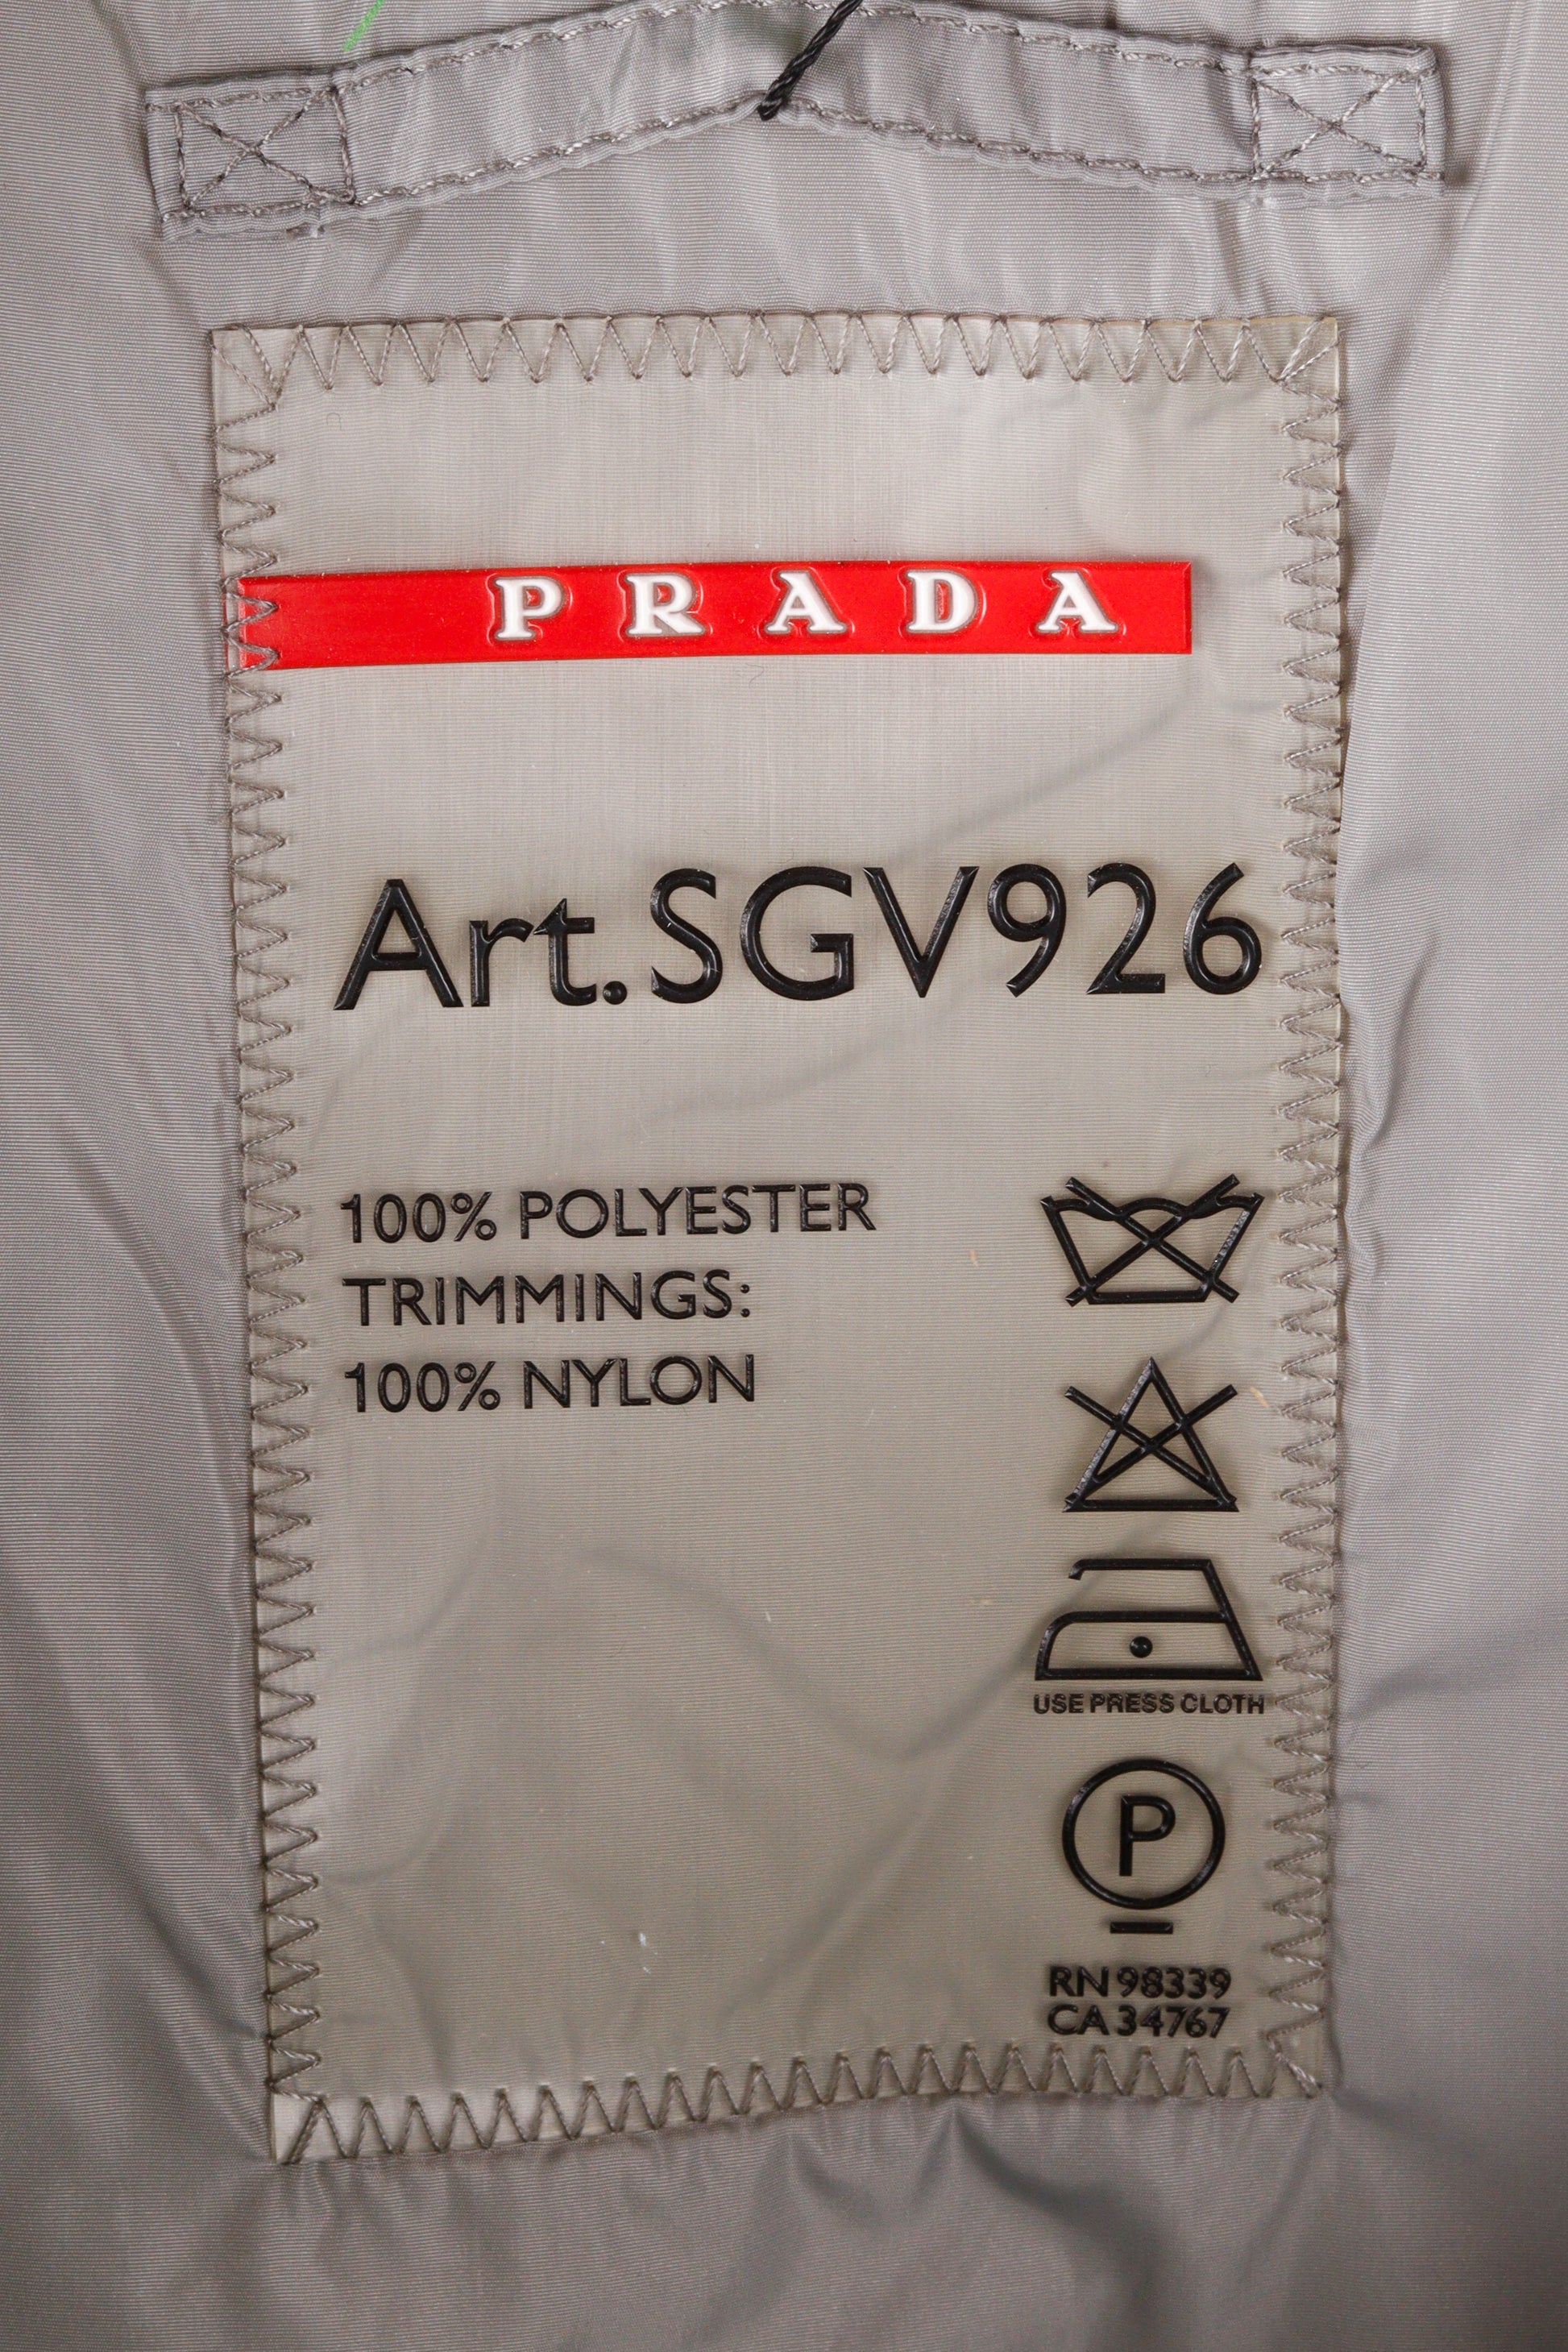 PRADA
Art.SGV926
100% POLYESTER
TRIMMINGS:
100% NYLON
USE PRESS CLOTH
P
RN 98339
CA 34767